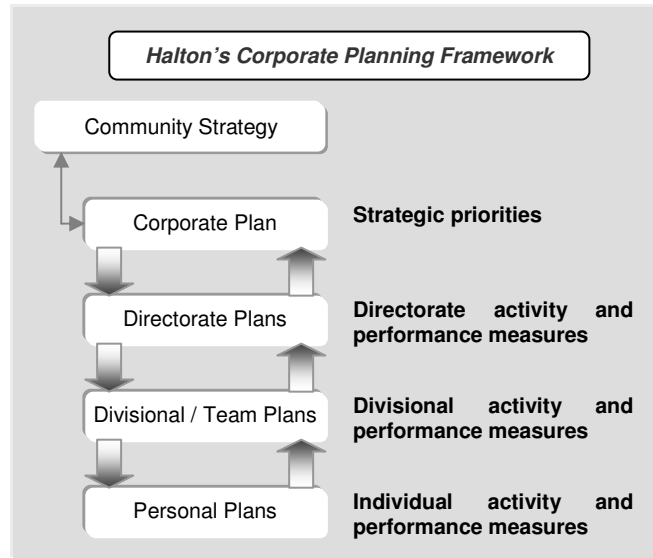 Halton's Corporate Planning Framework
Community Strategy
Corporate Plan
Strategic priorities
Directorate Plans
Directorate activity and
performance measures
Divisional / Team Plans
Divisional activity and
performance measures
Personal Plans
Individual activity and
performance measures